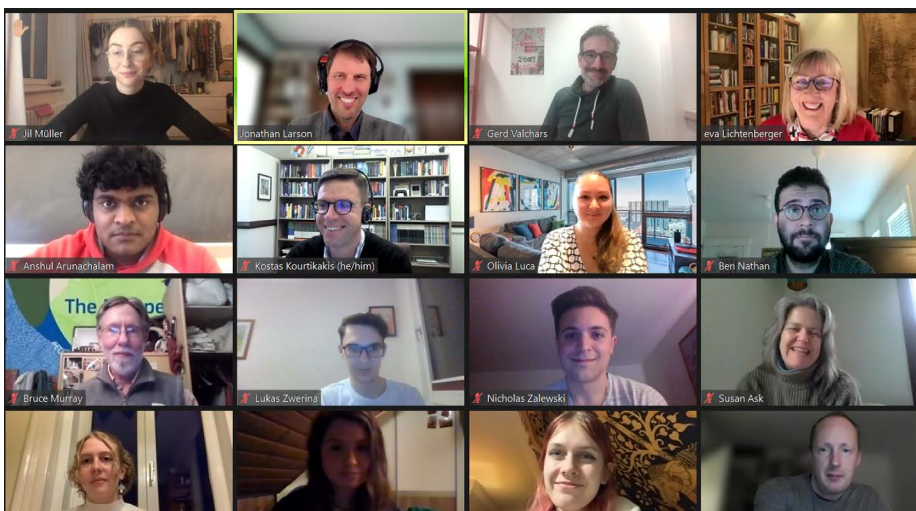 Jil Müller
Jonathan Larson
Gerd Valchars
eva Lichtenberger
Anshul Arunachalam
Kostas Kourtikakis (he/him)
Olivia Luca
Ben Nathan
The
Bruce Murray
Lukas Zwerina
Nicholas Zalewski
Susan Ask